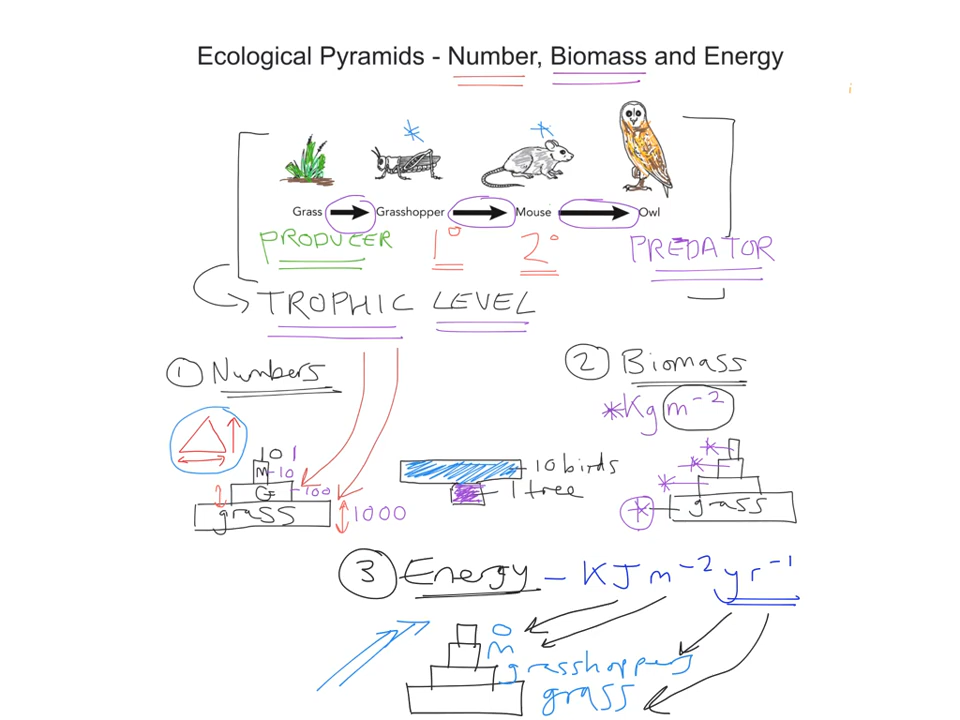 Ecological Pyramids - Number, Biomass and Energy
Grass Grasshopper Mouse Owl
PRODUCER 1° 2° PREDATOR
TROPHIC LEVEL
① Numbers
O 1
M 10
G 100
grass 1000
10 birds
1 tree
② Biomass
*Kg m⁻²
grass
③ Energy – KJ m⁻² yr⁻¹
O
M
grasshoppers
grass